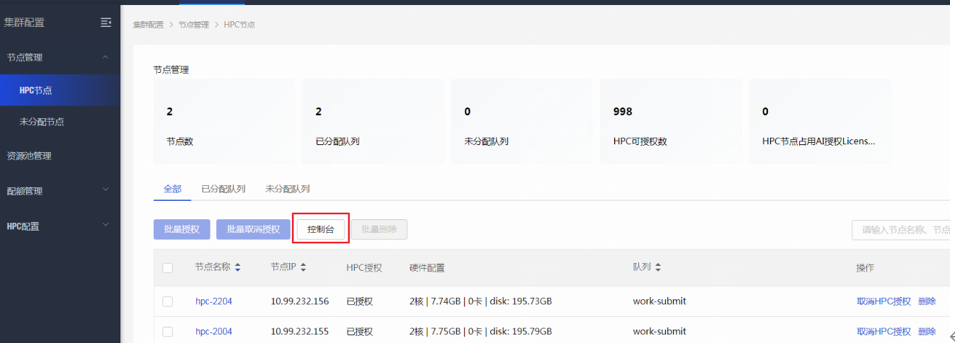 集群配置
集群配置 > 节点管理 > HPC节点
节点管理
HPC节点
未分配节点
资源池管理
配额管理
HPC配置
节点管理
2
节点数
2
已分配队列
0
未分配队列
998
HPC可授权数
0
HPC节点占用AI授权Licens...
全部 已分配队列 未分配队列
批量授权 批量取消授权 控制台 批量删除 请输入节点名称、节点
节点名称 节点IP HPC授权 硬件配置 队列 操作
hpc-2204 10.99.232.156 已授权 2核 | 7.74GB | 0卡 | disk: 195.73GB work-submit 取消HPC授权 删除
hpc-2004 10.99.232.155 已授权 2核 | 7.75GB | 0卡 | disk: 195.79GB work-submit 取消HPC授权 删除